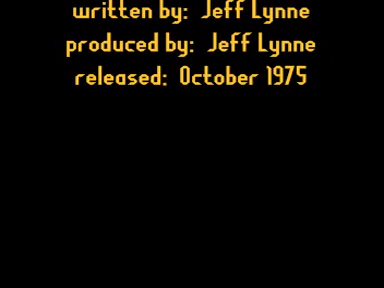 written by: Jeff Lynne
produced by: Jeff Lynne
released: October 1975